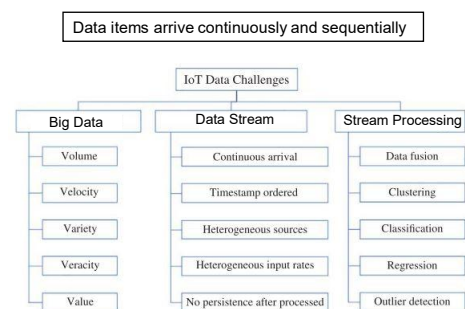 Data items arrive continuously and sequentially
IoT Data Challenges
Big Data
Data Stream
Stream Processing
Volume
Continuous arrival
Data fusion
Velocity
Timestamp ordered
Clustering
Variety
Heterogeneous sources
Classification
Veracity
Heterogeneous input rates
Regression
Value
No persistence after processed
Outlier detection